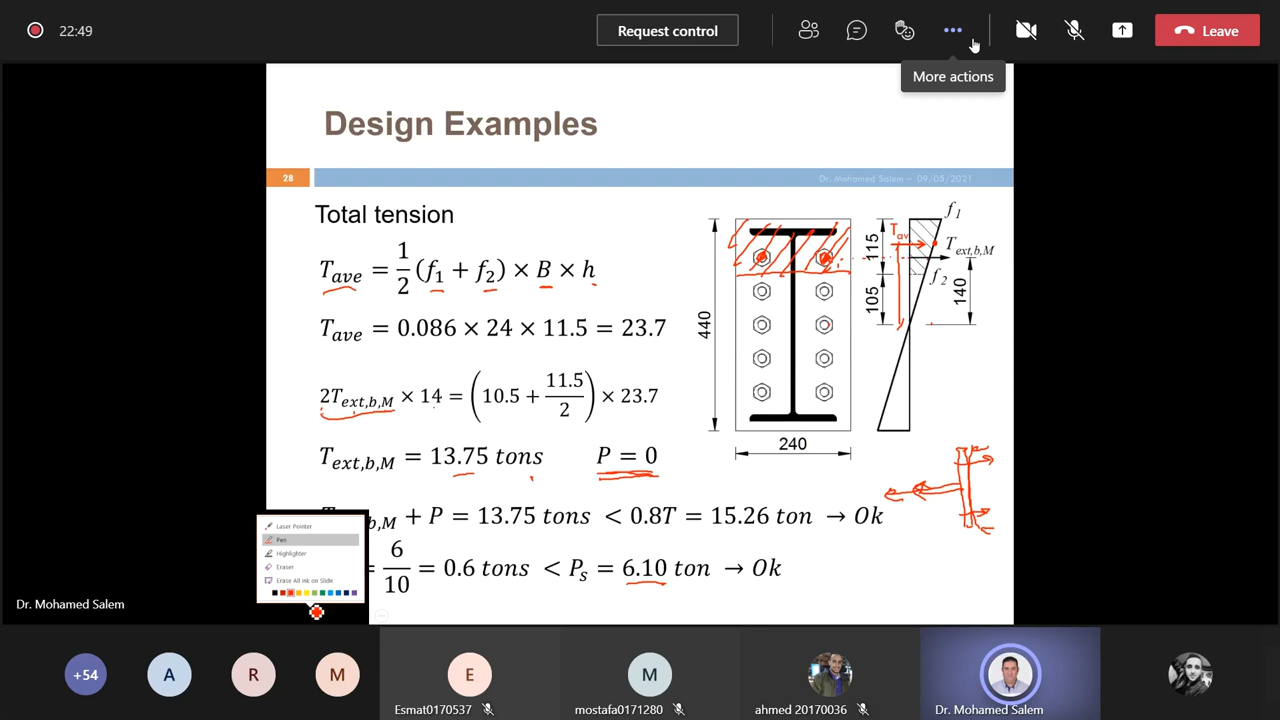 22:49
Request control
Leave
More actions
Design Examples
28
Dr. Mohamed Salem – 09/05/2021
Total tension
T_ave = 1/2 (f_1 + f_2) × B × h
T_ave = 0.086 × 24 × 11.5 = 23.7
2T_ext,b,M × 14 = (10.5 + 11.5/2) × 23.7
T_ext,b,M = 13.75 tons P = 0
b,M + P = 13.75 tons < 0.8T = 15.26 ton → Ok
= 6/10 = 0.6 tons < P_s = 6.10 ton → Ok
440
240
115
105
140
T_av
f_1
T_ext,b,M
f_2
Laser Pointer
Pen
Highlighter
Eraser
Erase All Ink on Slide
Dr. Mohamed Salem
+54
A
R
M
E
M
Esmat0170537
mostafa0171280
ahmed 20170036
Dr. Mohamed Salem